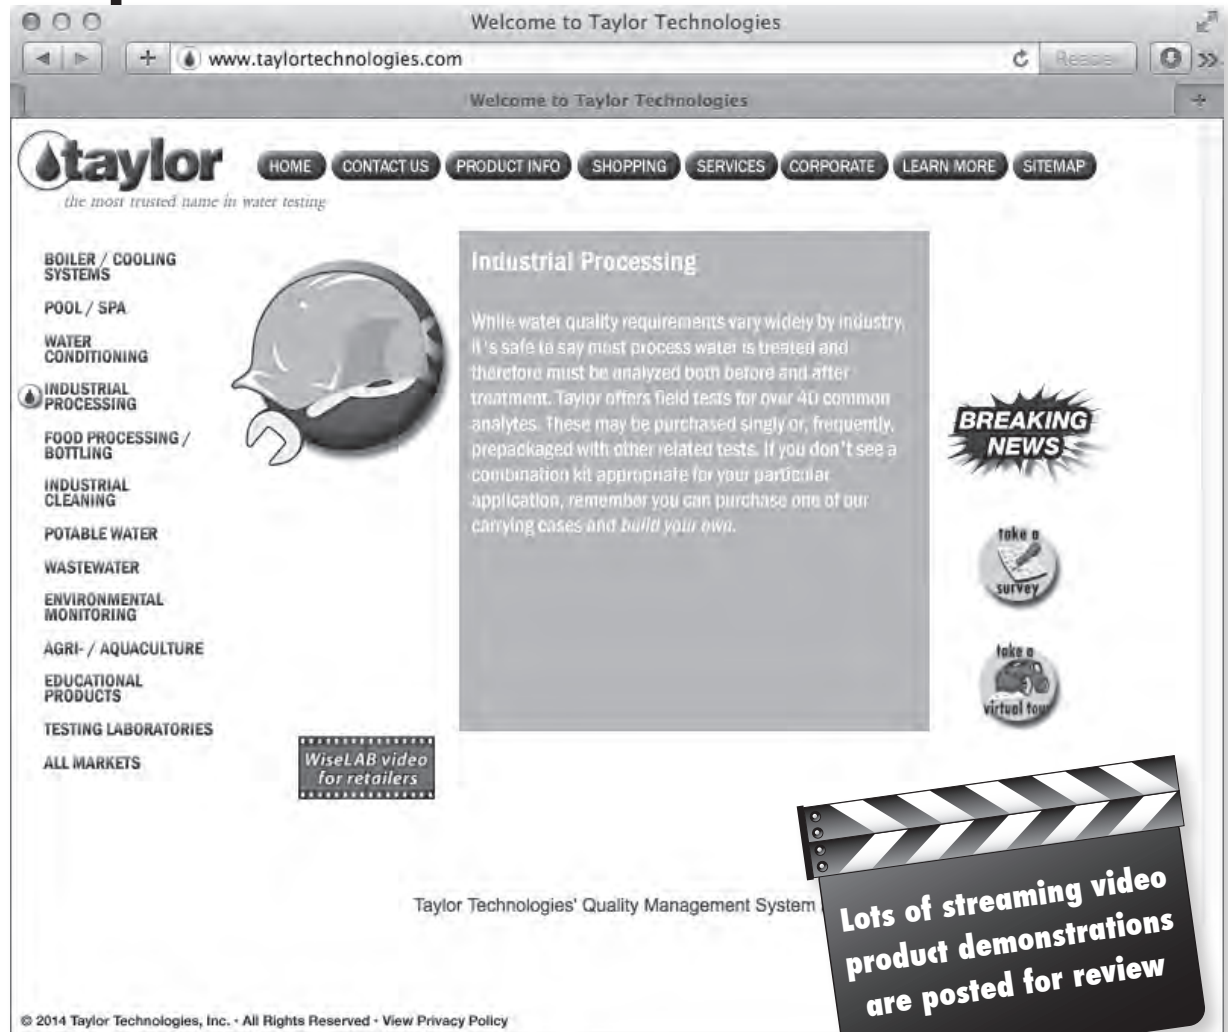 Welcome to Taylor Technologies
www.taylortechnologies.com
Reader
Welcome to Taylor Technologies
taylor
the most trusted name in water testing
HOME CONTACT US PRODUCT INFO SHOPPING SERVICES CORPORATE LEARN MORE SITEMAP
BOILER / COOLING
SYSTEMS
POOL / SPA
WATER
CONDITIONING
INDUSTRIAL
PROCESSING
FOOD PROCESSING /
BOTTLING
INDUSTRIAL
CLEANING
POTABLE WATER
WASTEWATER
ENVIRONMENTAL
MONITORING
AGRI- / AQUACULTURE
EDUCATIONAL
PRODUCTS
TESTING LABORATORIES
ALL MARKETS
Industrial Processing
While water quality requirements vary widely by industry,
it's safe to say most process water is treated and
therefore must be analyzed both before and after
treatment. Taylor offers field tests for over 40 common
analytes. These may be purchased singly or, frequently,
prepackaged with other related tests. If you don't see a
combination kit appropriate for your particular
application, remember you can purchase one of our
carrying cases and build your own.
BREAKING
NEWS
take a
survey
take a
virtual tour
WiseLAB video
for retailers
Lots of streaming video
product demonstrations
are posted for review
Taylor Technologies' Quality Management System
© 2014 Taylor Technologies, Inc. • All Rights Reserved • View Privacy Policy